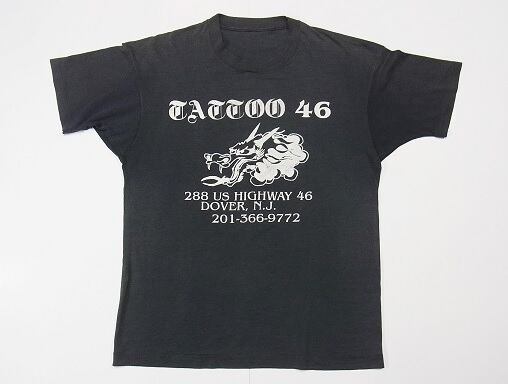 TATTOO 46
288 US HIGHWAY 46
DOVER, N.J.
201-366-9772